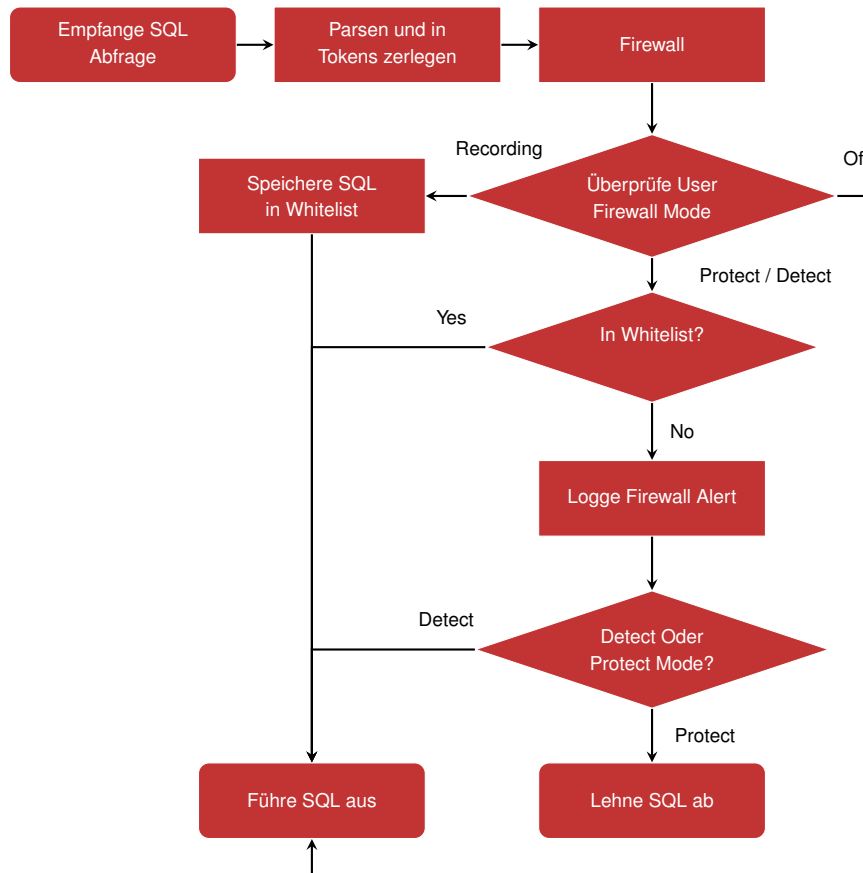 Empfange SQL
Abfrage
Parsen und in
Tokens zerlegen
Firewall
Recording
Of
Speichere SQL
in Whitelist
Überprüfe User
Firewall Mode
Protect / Detect
Yes
In Whitelist?
No
Logge Firewall Alert
Detect
Detect Oder
Protect Mode?
Protect
Führe SQL aus
Lehne SQL ab